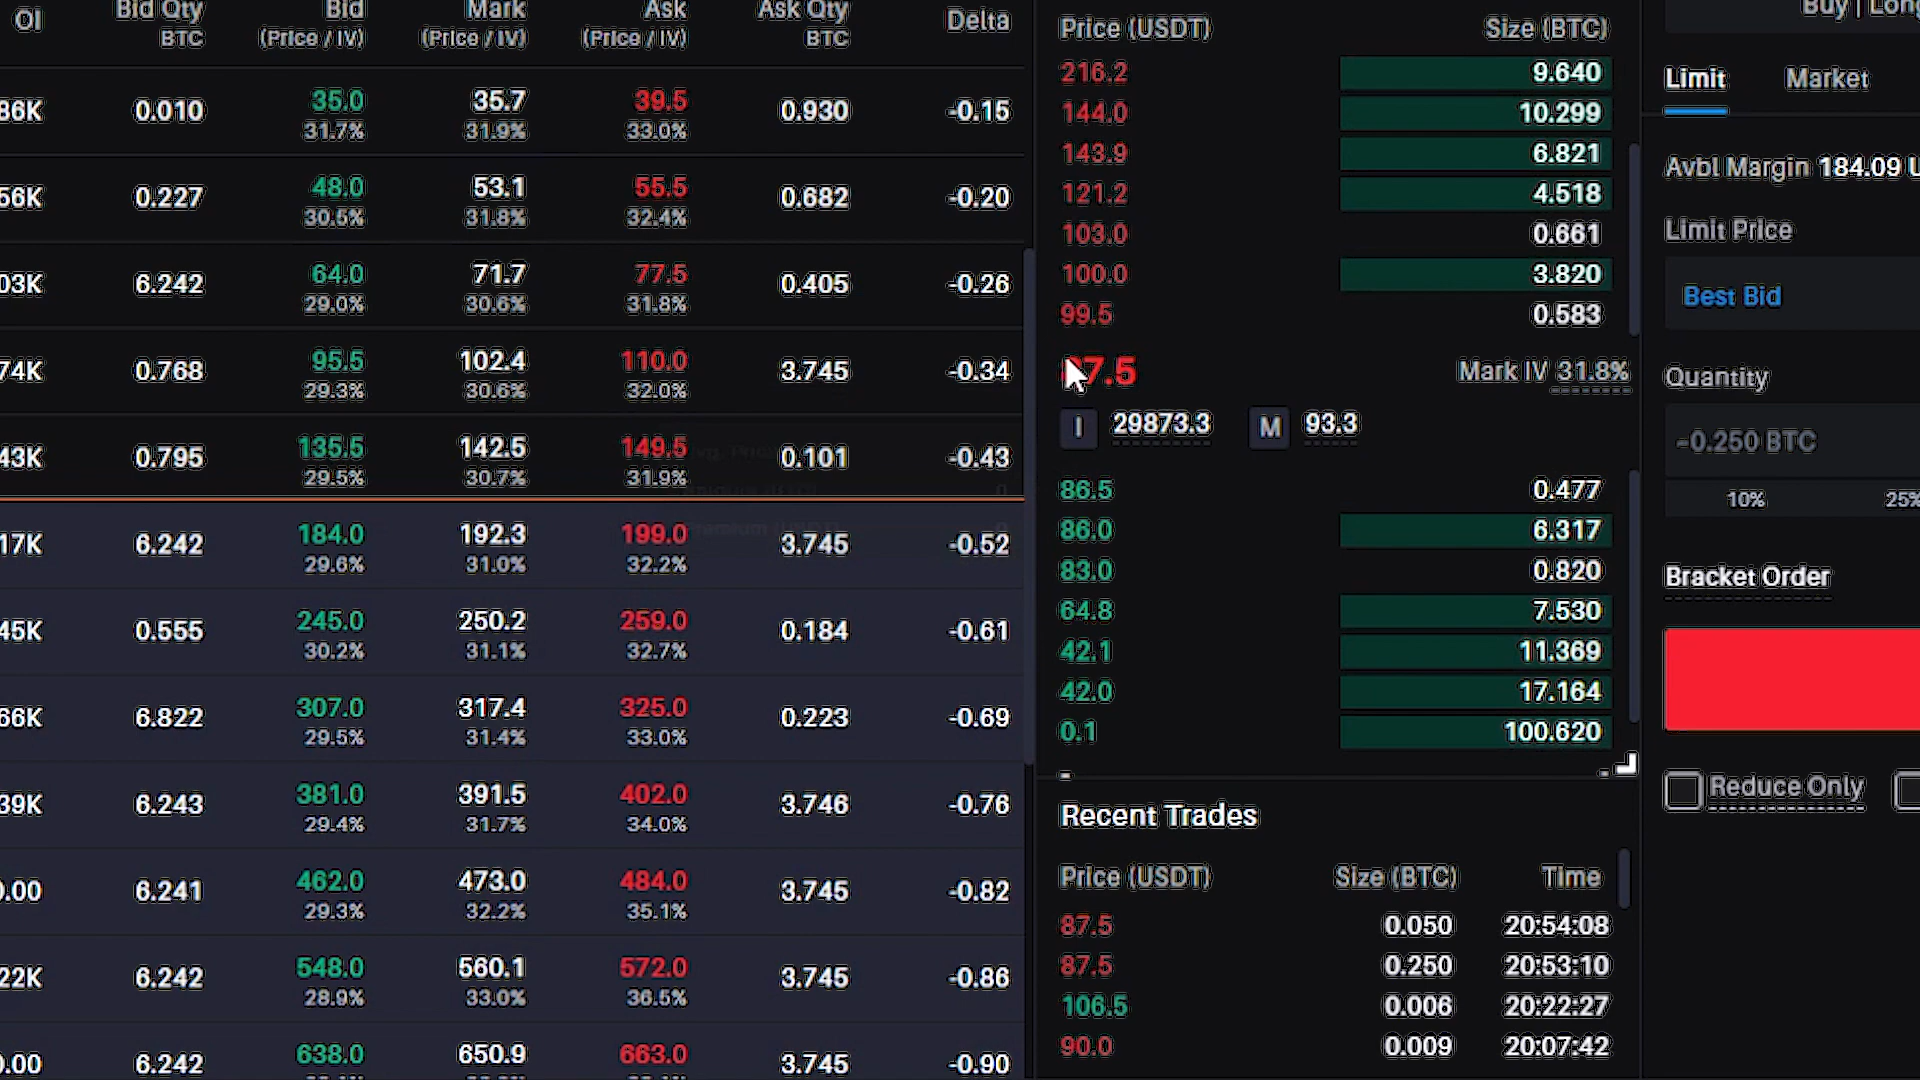 OI Bid Qty BTC Bid (Price / IV) Mark (Price / IV) Ask (Price / IV) Ask Qty BTC Delta
86K 0.010 35.0 31.7% 35.7 31.9% 39.5 33.0% 0.930 -0.15
56K 0.227 48.0 30.5% 53.1 31.8% 55.5 32.4% 0.682 -0.20
03K 6.242 64.0 29.0% 71.7 30.6% 77.5 31.8% 0.405 -0.26
74K 0.768 95.5 29.3% 102.4 30.6% 110.0 32.0% 3.745 -0.34
43K 0.795 135.5 29.5% 142.5 30.7% 149.5 31.9% 0.101 -0.43
17K 6.242 184.0 29.6% 192.3 31.0% 199.0 32.2% 3.745 -0.52
45K 0.555 245.0 30.2% 250.2 31.1% 259.0 32.7% 0.184 -0.61
66K 6.822 307.0 29.5% 317.4 31.4% 325.0 33.0% 0.223 -0.69
39K 6.243 381.0 29.4% 391.5 31.7% 402.0 34.0% 3.746 -0.76
0.00 6.241 462.0 29.3% 473.0 32.2% 484.0 35.1% 3.745 -0.82
22K 6.242 548.0 28.9% 560.1 33.0% 572.0 36.5% 3.745 -0.86
0.00 6.242 638.0 650.9 663.0 3.745 -0.90
Price (USDT) Size (BTC)
216.2 9.640
144.0 10.299
143.9 6.821
121.2 4.518
103.0 0.661
100.0 3.820
99.5 0.583
7.5 Mark IV 31.8%
I 29873.3 M 93.3
86.5 0.477
86.0 6.317
83.0 0.820
64.8 7.530
42.1 11.369
42.0 17.164
0.1 100.620
Recent Trades
Price (USDT) Size (BTC) Time
87.5 0.050 20:54:08
87.5 0.250 20:53:10
106.5 0.006 20:22:27
90.0 0.009 20:07:42
Buy | Long
Limit Market
Avbl Margin 184.09 U
Limit Price
Best Bid
Quantity
-0.250 BTC
10% 25%
Bracket Order
Reduce Only